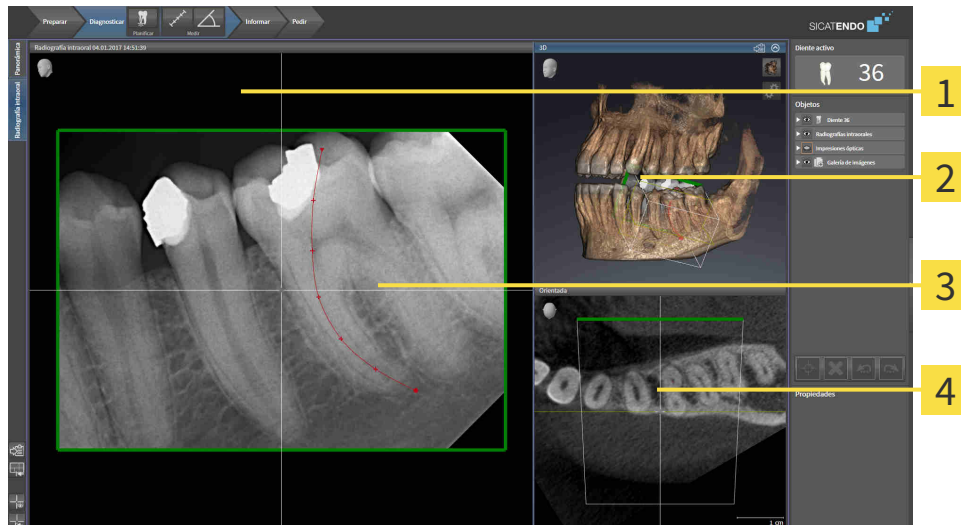 Preparar
Diagnosticar
Planificar
Medir
Informar
Pedir
SICATENDO
Panorámica
Radiografía intraoral
Radiografía intraoral 04.01.2017 14:51:39
3D
Diente activo
36
Objetos
Diente 36
Radiografías intraorales
Impresiones ópticas
Galería de imágenes
Orientada
Propiedades
1 cm
1
2
3
4